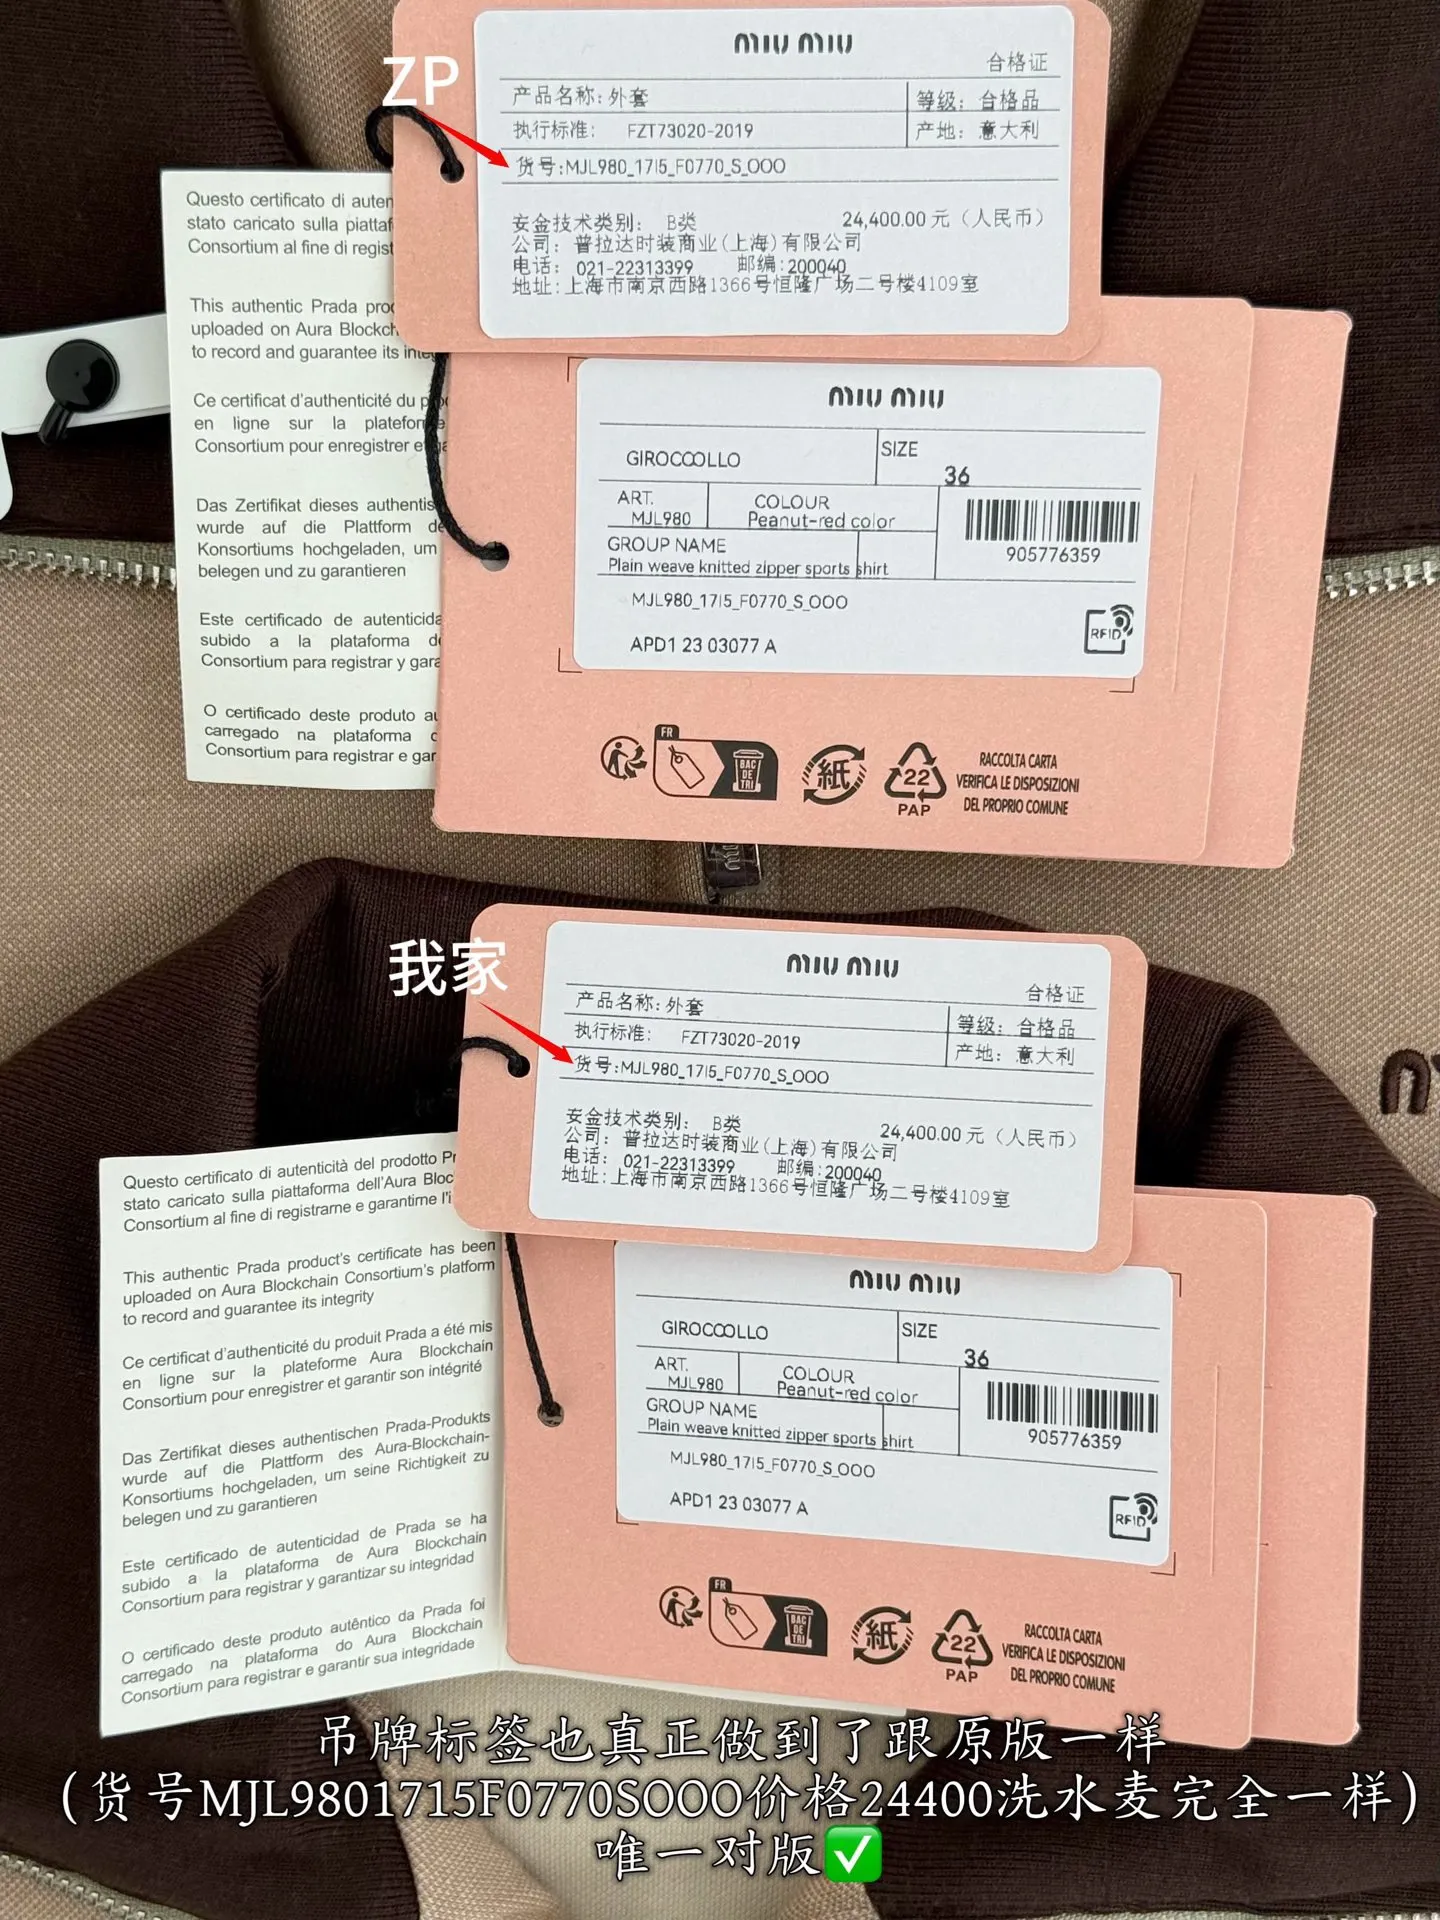 ZP
miu miu
合格证
产品名称: 外套
等级: 合格品
执行标准: FZT73020-2019
产地: 意大利
货号:MJL980_17I5_F0770_S_OOO
安金技术类别: B类
24,400.00 元（人民币）
公司: 普拉达时装商业(上海)有限公司
电话: 021-22313399 邮编:200040
地址:上海市南京西路1366号恒隆广场二号楼4109室
Questo certificato di auten
stato caricato sulla piattaf
Consortium al fine di regist
This authentic Prada prod
uploaded on Aura Blockch
to record and guarantee its integ
Ce certificat d'authenticité du p
en ligne sur la platefor
Consortium pour enregistrer e
Das Zertifikat dieses authentis
wurde auf die Plattform de
Konsortiums hochgeladen, um
belegen und zu garantieren
Este certificado de autenticida
subido a la plataforma d
Consortium para registrar y gara
O certificado deste produto au
carregado na plataforma
Consortium para registrar e gar
miu miu
GIROCCOLLO
SIZE
36
ART.
MJL980
COLOUR
Peanut-red color
GROUP NAME
Plain weave knitted zipper sports shirt
905776359
MJL980_17I5_F0770_S_OOO
RFID
APD1 23 03077 A
FR
BAC
DE
TRI
紙
22
PAP
RACCOLTA CARTA
VERIFICA LE DISPOSIZIONI
DEL PROPRIO COMUNE
我家
miu miu
合格证
产品名称: 外套
等级: 合格品
执行标准: FZT73020-2019
产地: 意大利
货号:MJL980_17I5_F0770_S_OOO
安金技术类别: B类
24,400.00 元（人民币）
公司: 普拉达时装商业(上海)有限公司
电话: 021-22313399 邮编:200040
地址:上海市南京西路1366号恒隆广场二号楼4109室
Questo certificato di autenticità del prodotto Pr
stato caricato sulla piattaforma dell'Aura Block
Consortium al fine di registrarne e garantirne l'i
This authentic Prada product's certificate has been
uploaded on Aura Blockchain Consortium's platform
to record and guarantee its integrity
Ce certificat d'authenticité du produit Prada a été mis
en ligne sur la plateforme Aura Blockchain
Consortium pour enregistrer et garantir son intégrité
Das Zertifikat dieses authentischen Prada-Produkts
wurde auf die Plattform des Aura-Blockchain-
Konsortiums hochgeladen, um seine Richtigkeit zu
belegen und zu garantieren
Este certificado de autenticidad de Prada se ha
subido a la plataforma de Aura Blockchain
Consortium para registrar y garantizar su integridad
O certificado deste produto autêntico da Prada foi
carregado na plataforma do Aura Blockchain
Consortium para registrar e garantir sua integridade
miu miu
GIROCCOLLO
SIZE
36
ART.
MJL980
COLOUR
Peanut-red color
GROUP NAME
Plain weave knitted zipper sports shirt
905776359
MJL980_17I5_F0770_S_OOO
RFID
APD1 23 03077 A
FR
BAC
DE
TRI
紙
22
PAP
RACCOLTA CARTA
VERIFICA LE DISPOSIZIONI
DEL PROPRIO COMUNE
吊牌标签也真正做到了跟原版一样
（货号MJL9801715F0770SOOO价格24400洗水麦完全一样）
唯一对版✅